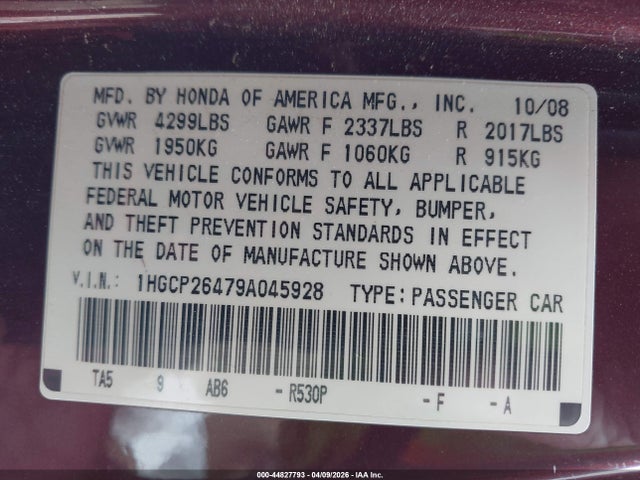 MFD. BY HONDA OF AMERICA MFG., INC. 10/08
GVWR 4299LBS GAWR F 2337LBS R 2017LBS
GVWR 1950KG GAWR F 1060KG R 915KG
THIS VEHICLE CONFORMS TO ALL APPLICABLE
FEDERAL MOTOR VEHICLE SAFETY, BUMPER,
AND THEFT PREVENTION STANDARDS IN EFFECT
ON THE DATE OF MANUFACTURE SHOWN ABOVE.
V.I.N.: 1HGCP26479A045928 TYPE: PASSENGER CAR
TA5 9 AB6 - R530P - F - A
000-44827793 - 04/09/2026 - IAA Inc.